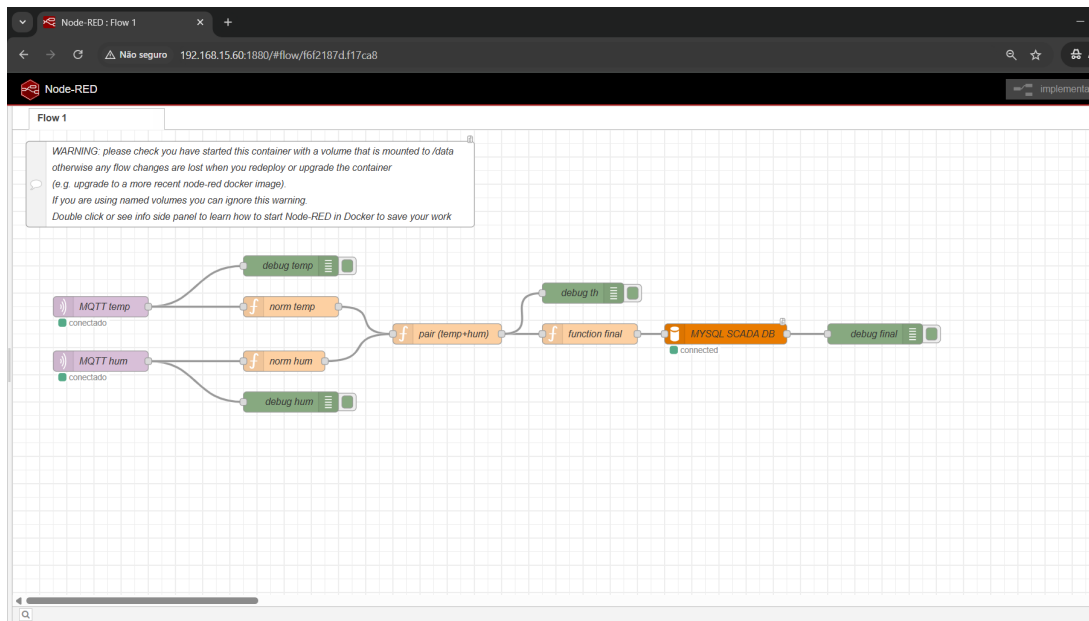 Node-RED : Flow 1
Não seguro 192.168.15.60:1880/#flow/f6f2187d.f17ca8
Node-RED
implementa
Flow 1
WARNING: please check you have started this container with a volume that is mounted to /data
otherwise any flow changes are lost when you redeploy or upgrade the container
(e.g. upgrade to a more recent node-red docker image).
If you are using named volumes you can ignore this warning.
Double click or see info side panel to learn how to start Node-RED in Docker to save your work
debug temp
MQTT temp
norm temp
conectado
debug th
pair (temp+hum)
function final
MYSQL SCADA DB
debug final
connected
MQTT hum
norm hum
conectado
debug hum